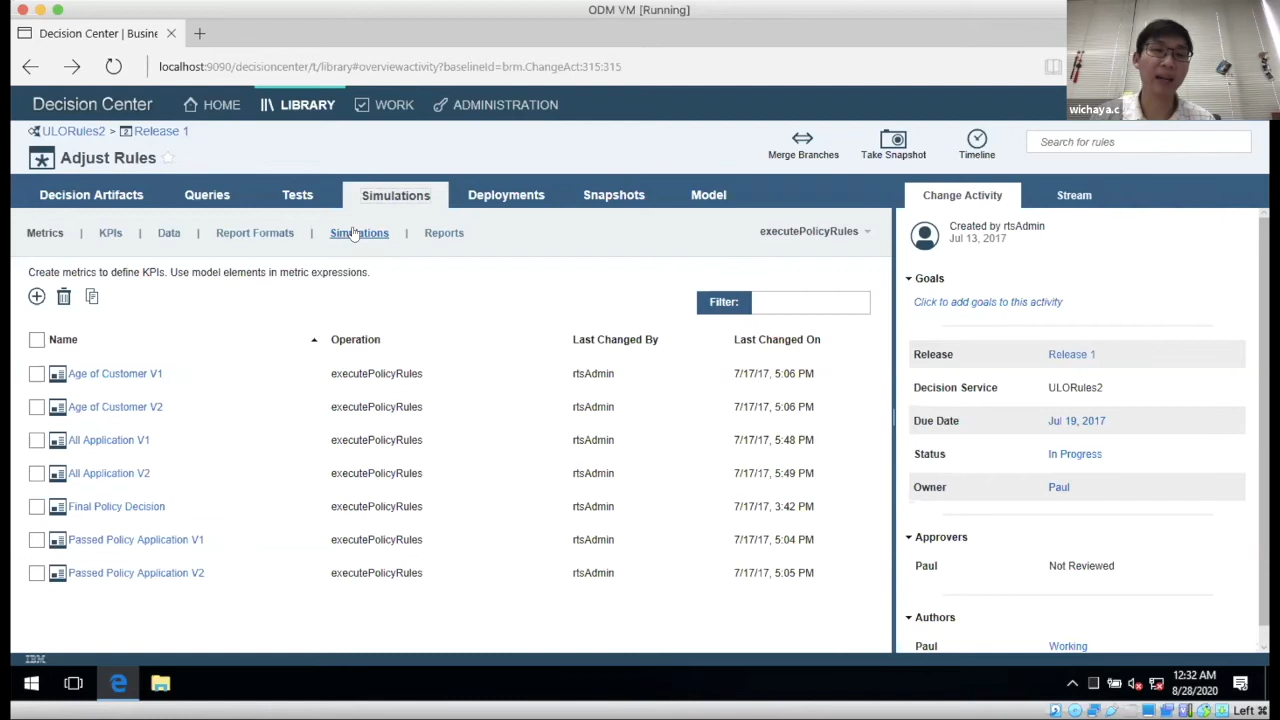 ODM VM [Running]
Decision Center | Busine
localhost:9090/decisioncenter/t/library#overviewactivity?baselineId=brm.ChangeAct:315:315
wichaya.c
Decision Center HOME LIBRARY WORK ADMINISTRATION
ULORules2 > Release 1
Adjust Rules
Merge Branches Take Snapshot Timeline Search for rules
Decision Artifacts Queries Tests Simulations Deployments Snapshots Model
Change Activity Stream
Metrics | KPIs | Data | Report Formats | Simulations | Reports executePolicyRules
Create metrics to define KPIs. Use model elements in metric expressions.
Filter:
Name Operation Last Changed By Last Changed On
Age of Customer V1 executePolicyRules rtsAdmin 7/17/17, 5:06 PM
Age of Customer V2 executePolicyRules rtsAdmin 7/17/17, 5:06 PM
All Application V1 executePolicyRules rtsAdmin 7/17/17, 5:48 PM
All Application V2 executePolicyRules rtsAdmin 7/17/17, 5:49 PM
Final Policy Decision executePolicyRules rtsAdmin 7/17/17, 3:42 PM
Passed Policy Application V1 executePolicyRules rtsAdmin 7/17/17, 5:04 PM
Passed Policy Application V2 executePolicyRules rtsAdmin 7/17/17, 5:05 PM
Created by rtsAdmin
Jul 13, 2017
Goals
Click to add goals to this activity
Release Release 1
Decision Service ULORules2
Due Date Jul 19, 2017
Status In Progress
Owner Paul
Approvers
Paul Not Reviewed
Authors
Paul Working
IBM
12:32 AM
8/28/2020
Left ⌘